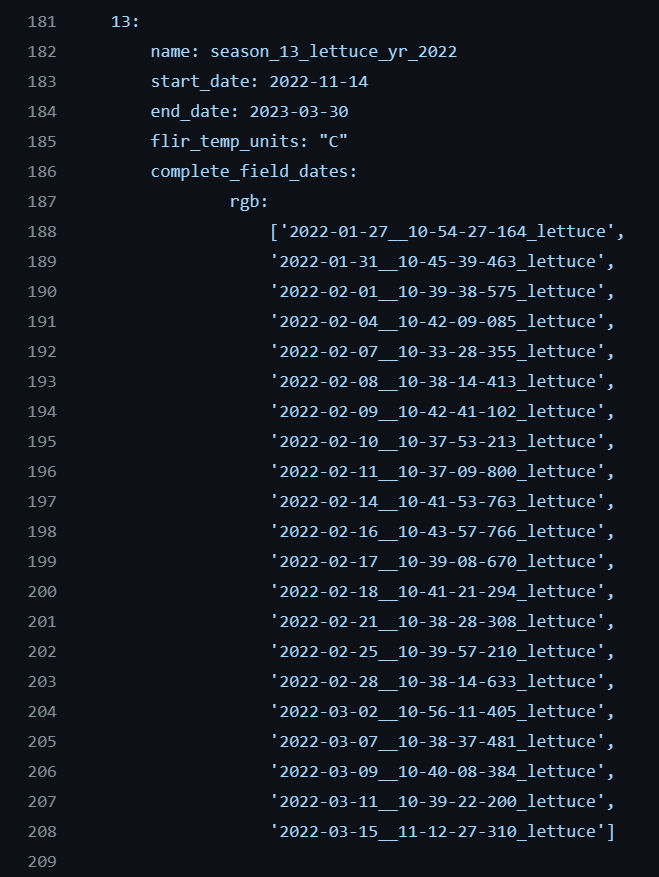 181 13:
182 name: season_13_lettuce_yr_2022
183 start_date: 2022-11-14
184 end_date: 2023-03-30
185 flir_temp_units: "C"
186 complete_field_dates:
187 rgb:
188 ['2022-01-27__10-54-27-164_lettuce',
189 '2022-01-31__10-45-39-463_lettuce',
190 '2022-02-01__10-39-38-575_lettuce',
191 '2022-02-04__10-42-09-085_lettuce',
192 '2022-02-07__10-33-28-355_lettuce',
193 '2022-02-08__10-38-14-413_lettuce',
194 '2022-02-09__10-42-41-102_lettuce',
195 '2022-02-10__10-37-53-213_lettuce',
196 '2022-02-11__10-37-09-800_lettuce',
197 '2022-02-14__10-41-53-763_lettuce',
198 '2022-02-16__10-43-57-766_lettuce',
199 '2022-02-17__10-39-08-670_lettuce',
200 '2022-02-18__10-41-21-294_lettuce',
201 '2022-02-21__10-38-28-308_lettuce',
202 '2022-02-25__10-39-57-210_lettuce',
203 '2022-02-28__10-38-14-633_lettuce',
204 '2022-03-02__10-56-11-405_lettuce',
205 '2022-03-07__10-38-37-481_lettuce',
206 '2022-03-09__10-40-08-384_lettuce',
207 '2022-03-11__10-39-22-200_lettuce',
208 '2022-03-15__11-12-27-310_lettuce']
209